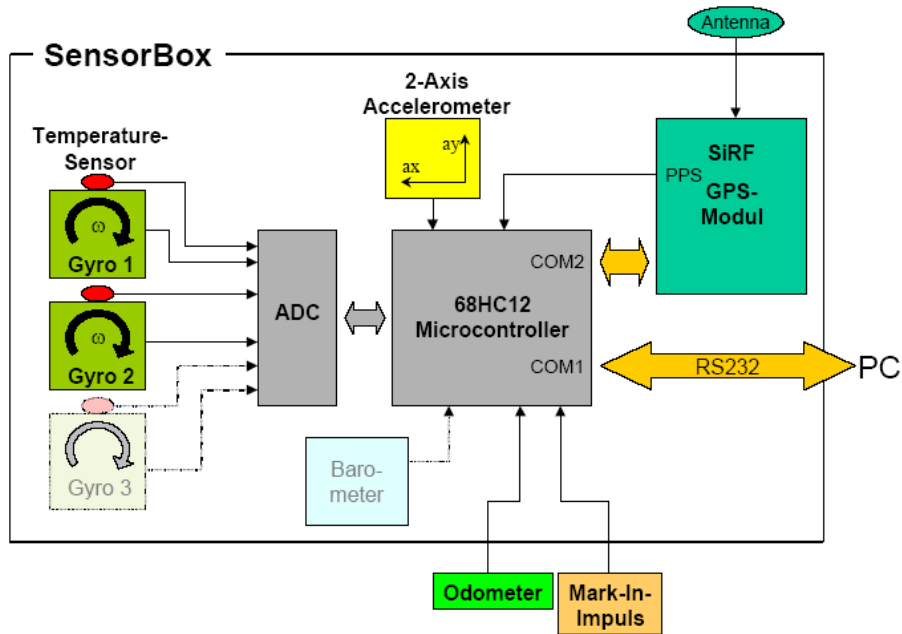 Antenna
SensorBox
2-Axis
Accelerometer
ay
ax
Temperature-
Sensor
SiRF
PPS
GPS-
Modul
ω
Gyro 1
COM2
ADC
68HC12
Microcontroller
ω
Gyro 2
COM1
RS232
PC
Gyro 3
Baro-
meter
Odometer
Mark-In-
Impuls